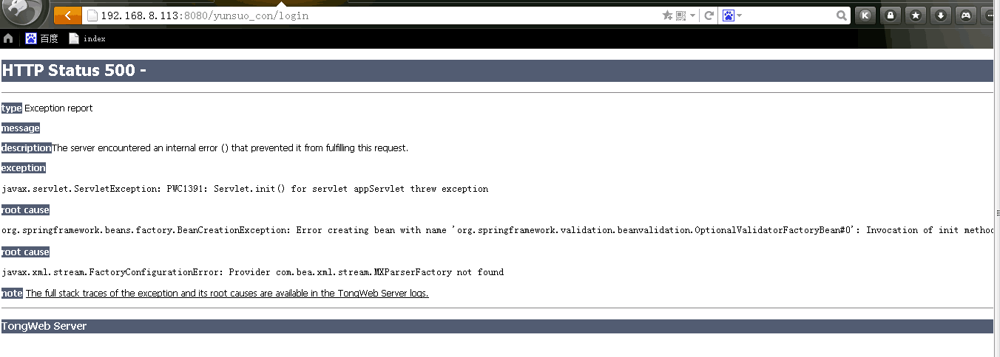 192.168.8.113:8080/yunsuo_con/login
百度 index
HTTP Status 500 -
type Exception report
message
descriptionThe server encountered an internal error () that prevented it from fulfilling this request.
exception
javax.servlet.ServletException: PWC1391: Servlet.init() for servlet appServlet threw exception
root cause
org.springframework.beans.factory.BeanCreationException: Error creating bean with name 'org.springframework.validation.beanvalidation.OptionalValidatorFactoryBean#0': Invocation of init method
root cause
javax.xml.stream.FactoryConfigurationError: Provider com.bea.xml.stream.MXParserFactory not found
note The full stack traces of the exception and its root causes are available in the TongWeb Server logs.
TongWeb Server